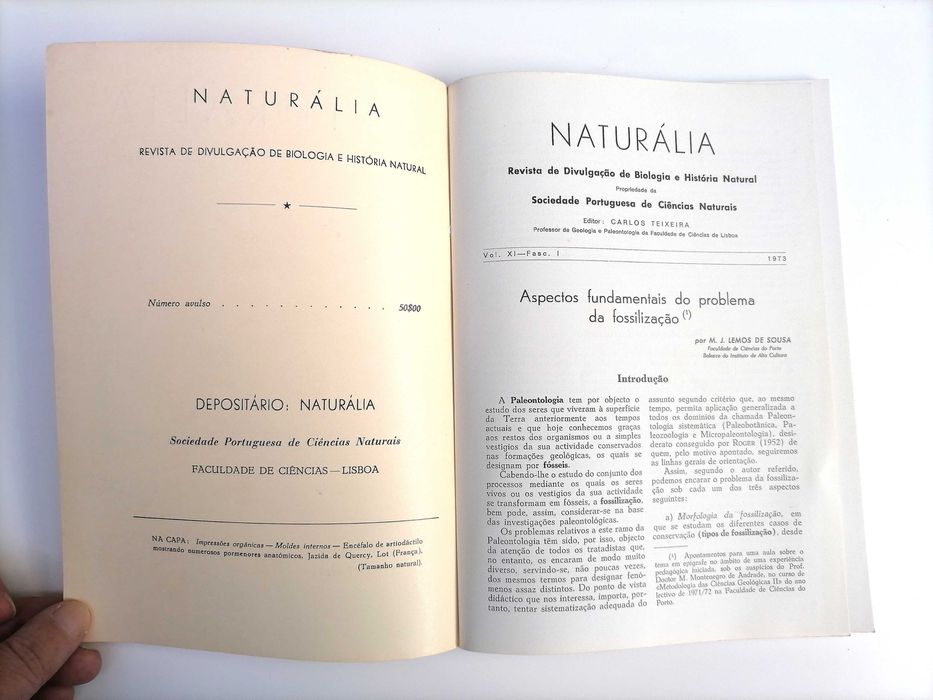 NATURÁLIA
REVISTA DE DIVULGAÇÃO DE BIOLOGIA E HISTÓRIA NATURAL
Número avulso . . . . . . . . . . . . 50$00
DEPOSITÁRIO: NATURÁLIA
Sociedade Portuguesa de Ciências Naturais
FACULDADE DE CIÊNCIAS — LISBOA
NA CAPA: Impressões orgânicas — Moldes internos — Encéfalo de artiodáctilo
mostrando numerosos pormenores anatómicos. Jazida de Quercy, Lot (França).
(Tamanho natural).
NATURÁLIA
Revista de Divulgação de Biologia e História Natural
Propriedade da
Sociedade Portuguesa de Ciências Naturais
Editor: CARLOS TEIXEIRA
Professor de Geologia e Paleontologia da Faculdade de Ciências de Lisboa
Vol. XI — Fasc. I 1973
Aspectos fundamentais do problema
da fossilização (1)
por M. J. LEMOS DE SOUSA
Faculdade de Ciências do Porto
Bolseiro do Instituto de Alta Cultura
Introdução
A Paleontologia tem por objecto o
estudo dos seres que viveram à superfície
da Terra anteriormente aos tempos
actuais e que hoje conhecemos graças
aos restos dos organismos ou a simples
vestígios da sua actividade conservados
nas formações geológicas, os quais se
designam por fósseis.
Cabendo-lhe o estudo do conjunto dos
processos mediante os quais os seres
vivos ou os vestígios da sua actividade
se transformam em fósseis, a fossilização,
bem pode, assim, considerar-se na base
das investigações paleontológicas.
Os problemas relativos a este ramo da
Paleontologia têm sido, por isso, objecto
da atenção de todos os tratadistas que,
no entanto, os encaram de modo muito
diverso, servindo-se, não poucas vezes,
dos mesmos termos para designar fenó-
menos assaz distintos. Do ponto de vista
didáctico que nos interessa, importa, por-
tanto, tentar sistematização adequada do
assunto segundo critério que, ao mesmo
tempo, permita aplicação generalizada a
todos os domínios da chamada Paleon-
tologia sistemática (Paleobotânica, Pa-
leozoologia e Micropaleontologia), desi-
derato conseguido por ROGER (1952) de
quem, pelo motivo apontado, seguiremos
as linhas gerais de orientação.
Assim, segundo o autor referido,
podemos encarar o problema da fossiliza-
ção sob cada um dos três aspectos
seguintes:
a) Morfologia da fossilização, em
que se estudam os diferentes casos de
conservação (tipos de fossilização), desde
(1) Apontamentos para uma aula sobre o
tema em epígrafe no âmbito de uma experiência
pedagógica iniciada, sob os auspícios do Prof.
Doutor M. Montenegro de Andrade, no curso de
«Metodologia das Ciências Geológicas II» do ano
lectivo de 1971/72 na Faculdade de Ciências do
Porto.